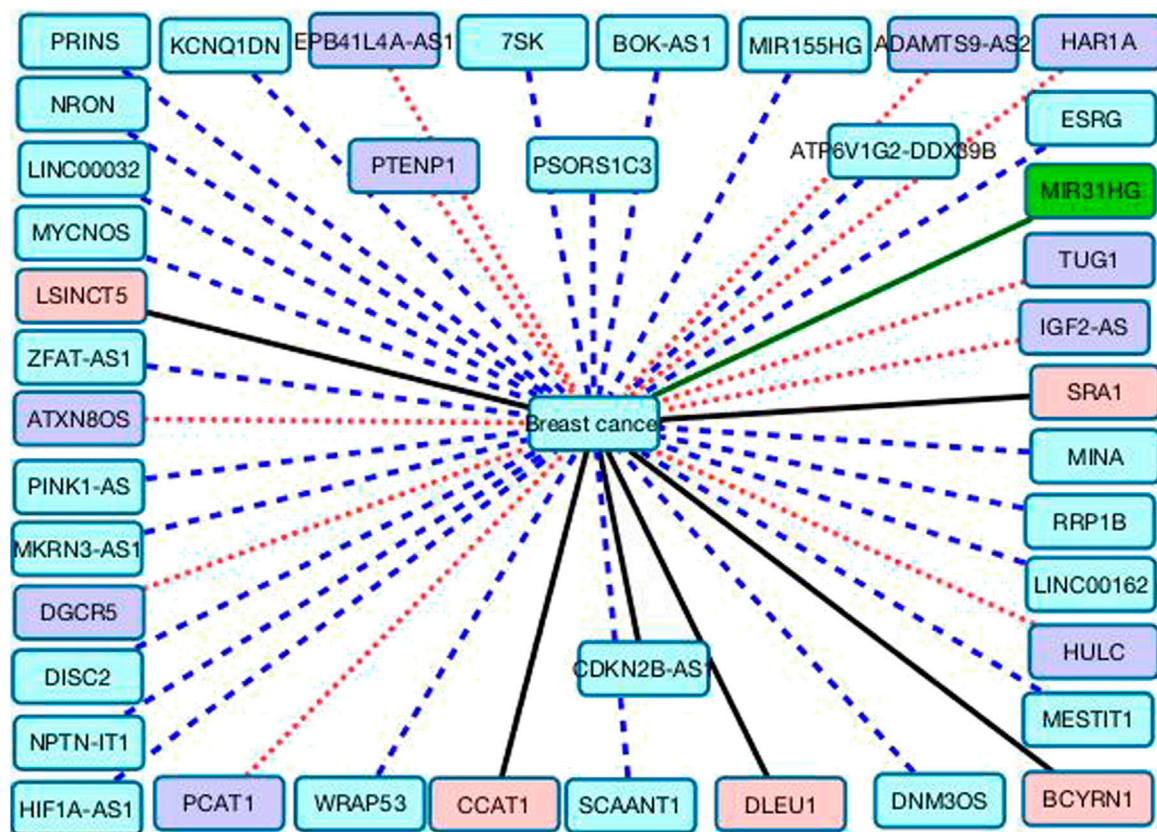 PRINS
KCNQ1DN
EPB41L4A-AS1
7SK
BOK-AS1
MIR155HG
ADAMTS9-AS2
HAR1A
NRON
ESRG
LINC00032
PTENP1
PSORS1C3
ATP6V1G2-DDX39B
MIR31HG
MYCNOS
TUG1
LSINCT5
IGF2-AS
ZFAT-AS1
SRA1
ATXN8OS
Breast cancer
MINA
PINK1-AS
RRP1B
MKRN3-AS1
LINC00162
DGCR5
HULC
DISC2
CDKN2B-AS1
MESTIT1
NPTN-IT1
HIF1A-AS1
PCAT1
WRAP53
CCAT1
SCAANT1
DLEU1
DNM3OS
BCYRN1